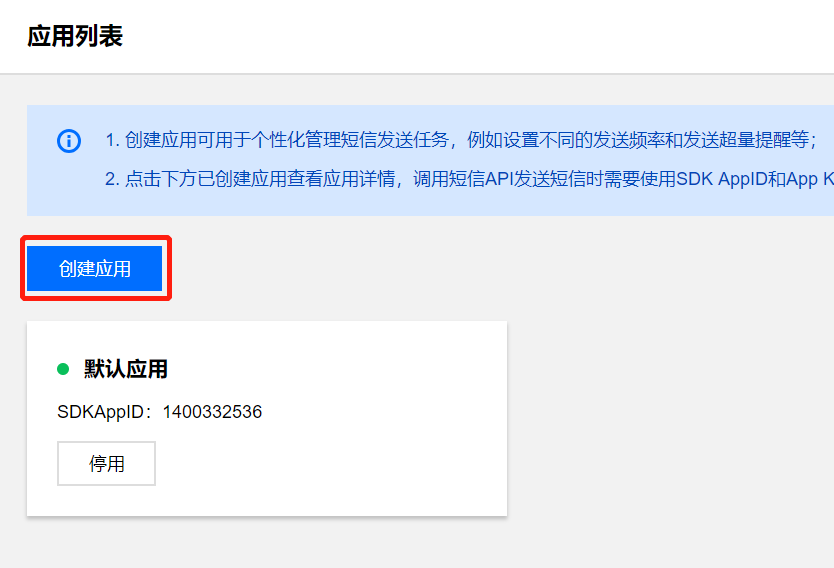 应用列表
1. 创建应用可用于个性化管理短信发送任务，例如设置不同的发送频率和发送超量提醒等；
2. 点击下方已创建应用查看应用详情，调用短信API发送短信时需要使用SDK AppID和App K
创建应用
默认应用
SDKAppID：1400332536
停用